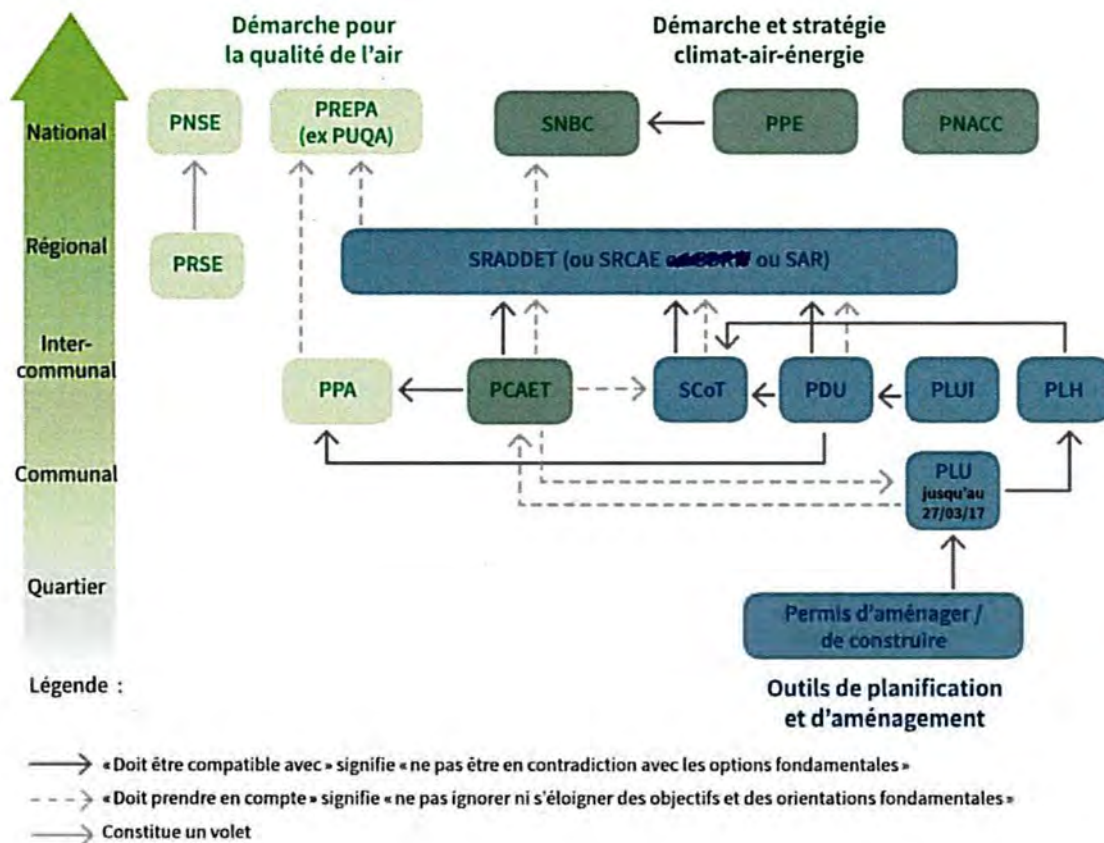 Démarche pour
la qualité de l'air
Démarche et stratégie
climat-air-énergie
National
PNSE
PREPA
(ex PUQA)
SNBC
PPE
PNACC
Régional
PRSE
SRADDET (ou SRCAE ou SAR)
Inter-
communal
PPA
PCAET
SCoT
PDU
PLUI
PLH
Communal
PLU
jusqu'au
27/03/17
Quartier
Permis d'aménager /
de construire
Légende :
Outils de planification
et d'aménagement
« Doit être compatible avec » signifie « ne pas être en contradiction avec les options fondamentales »
« Doit prendre en compte » signifie « ne pas ignorer ni s'éloigner des objectifs et des orientations fondamentales »
Constitue un volet